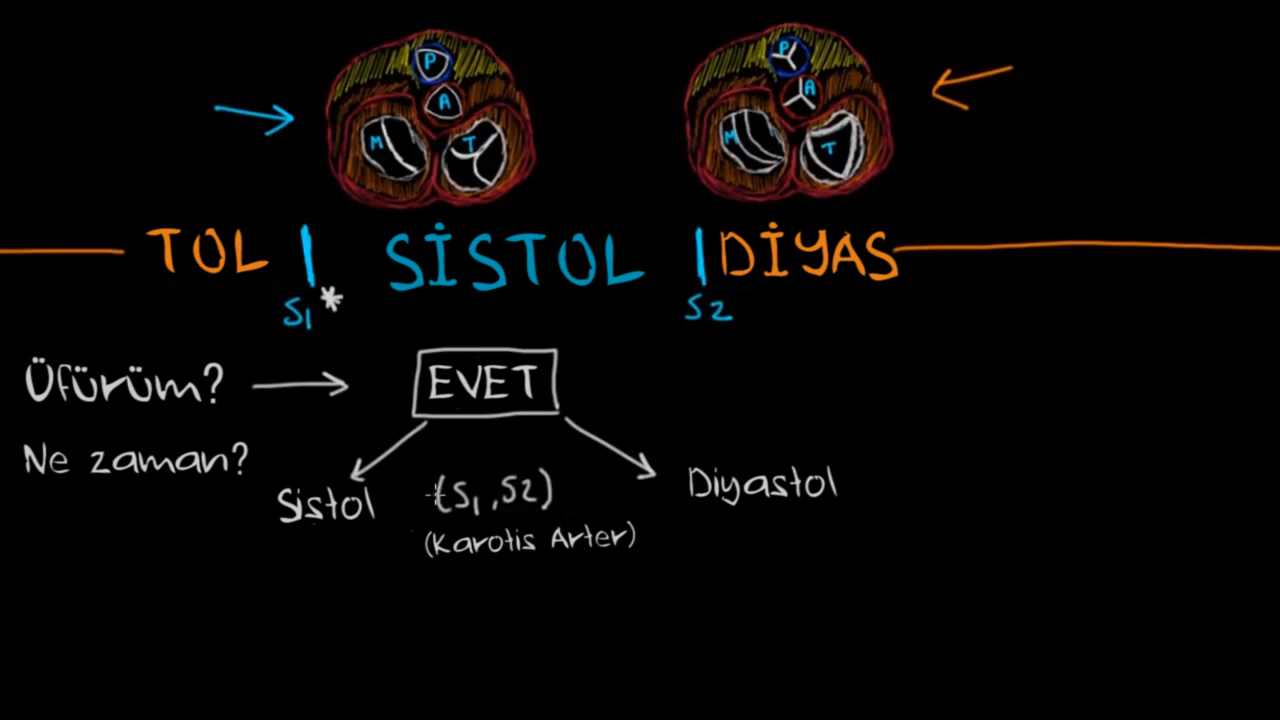 P
P
A
A
M
T
M
T
TOL | SİSTOL | DİYAS
S1 *
S2
Üfürüm?
EVET
Ne zaman?
Sistol
(S1, S2)
Diyastol
(Karotis Arter)